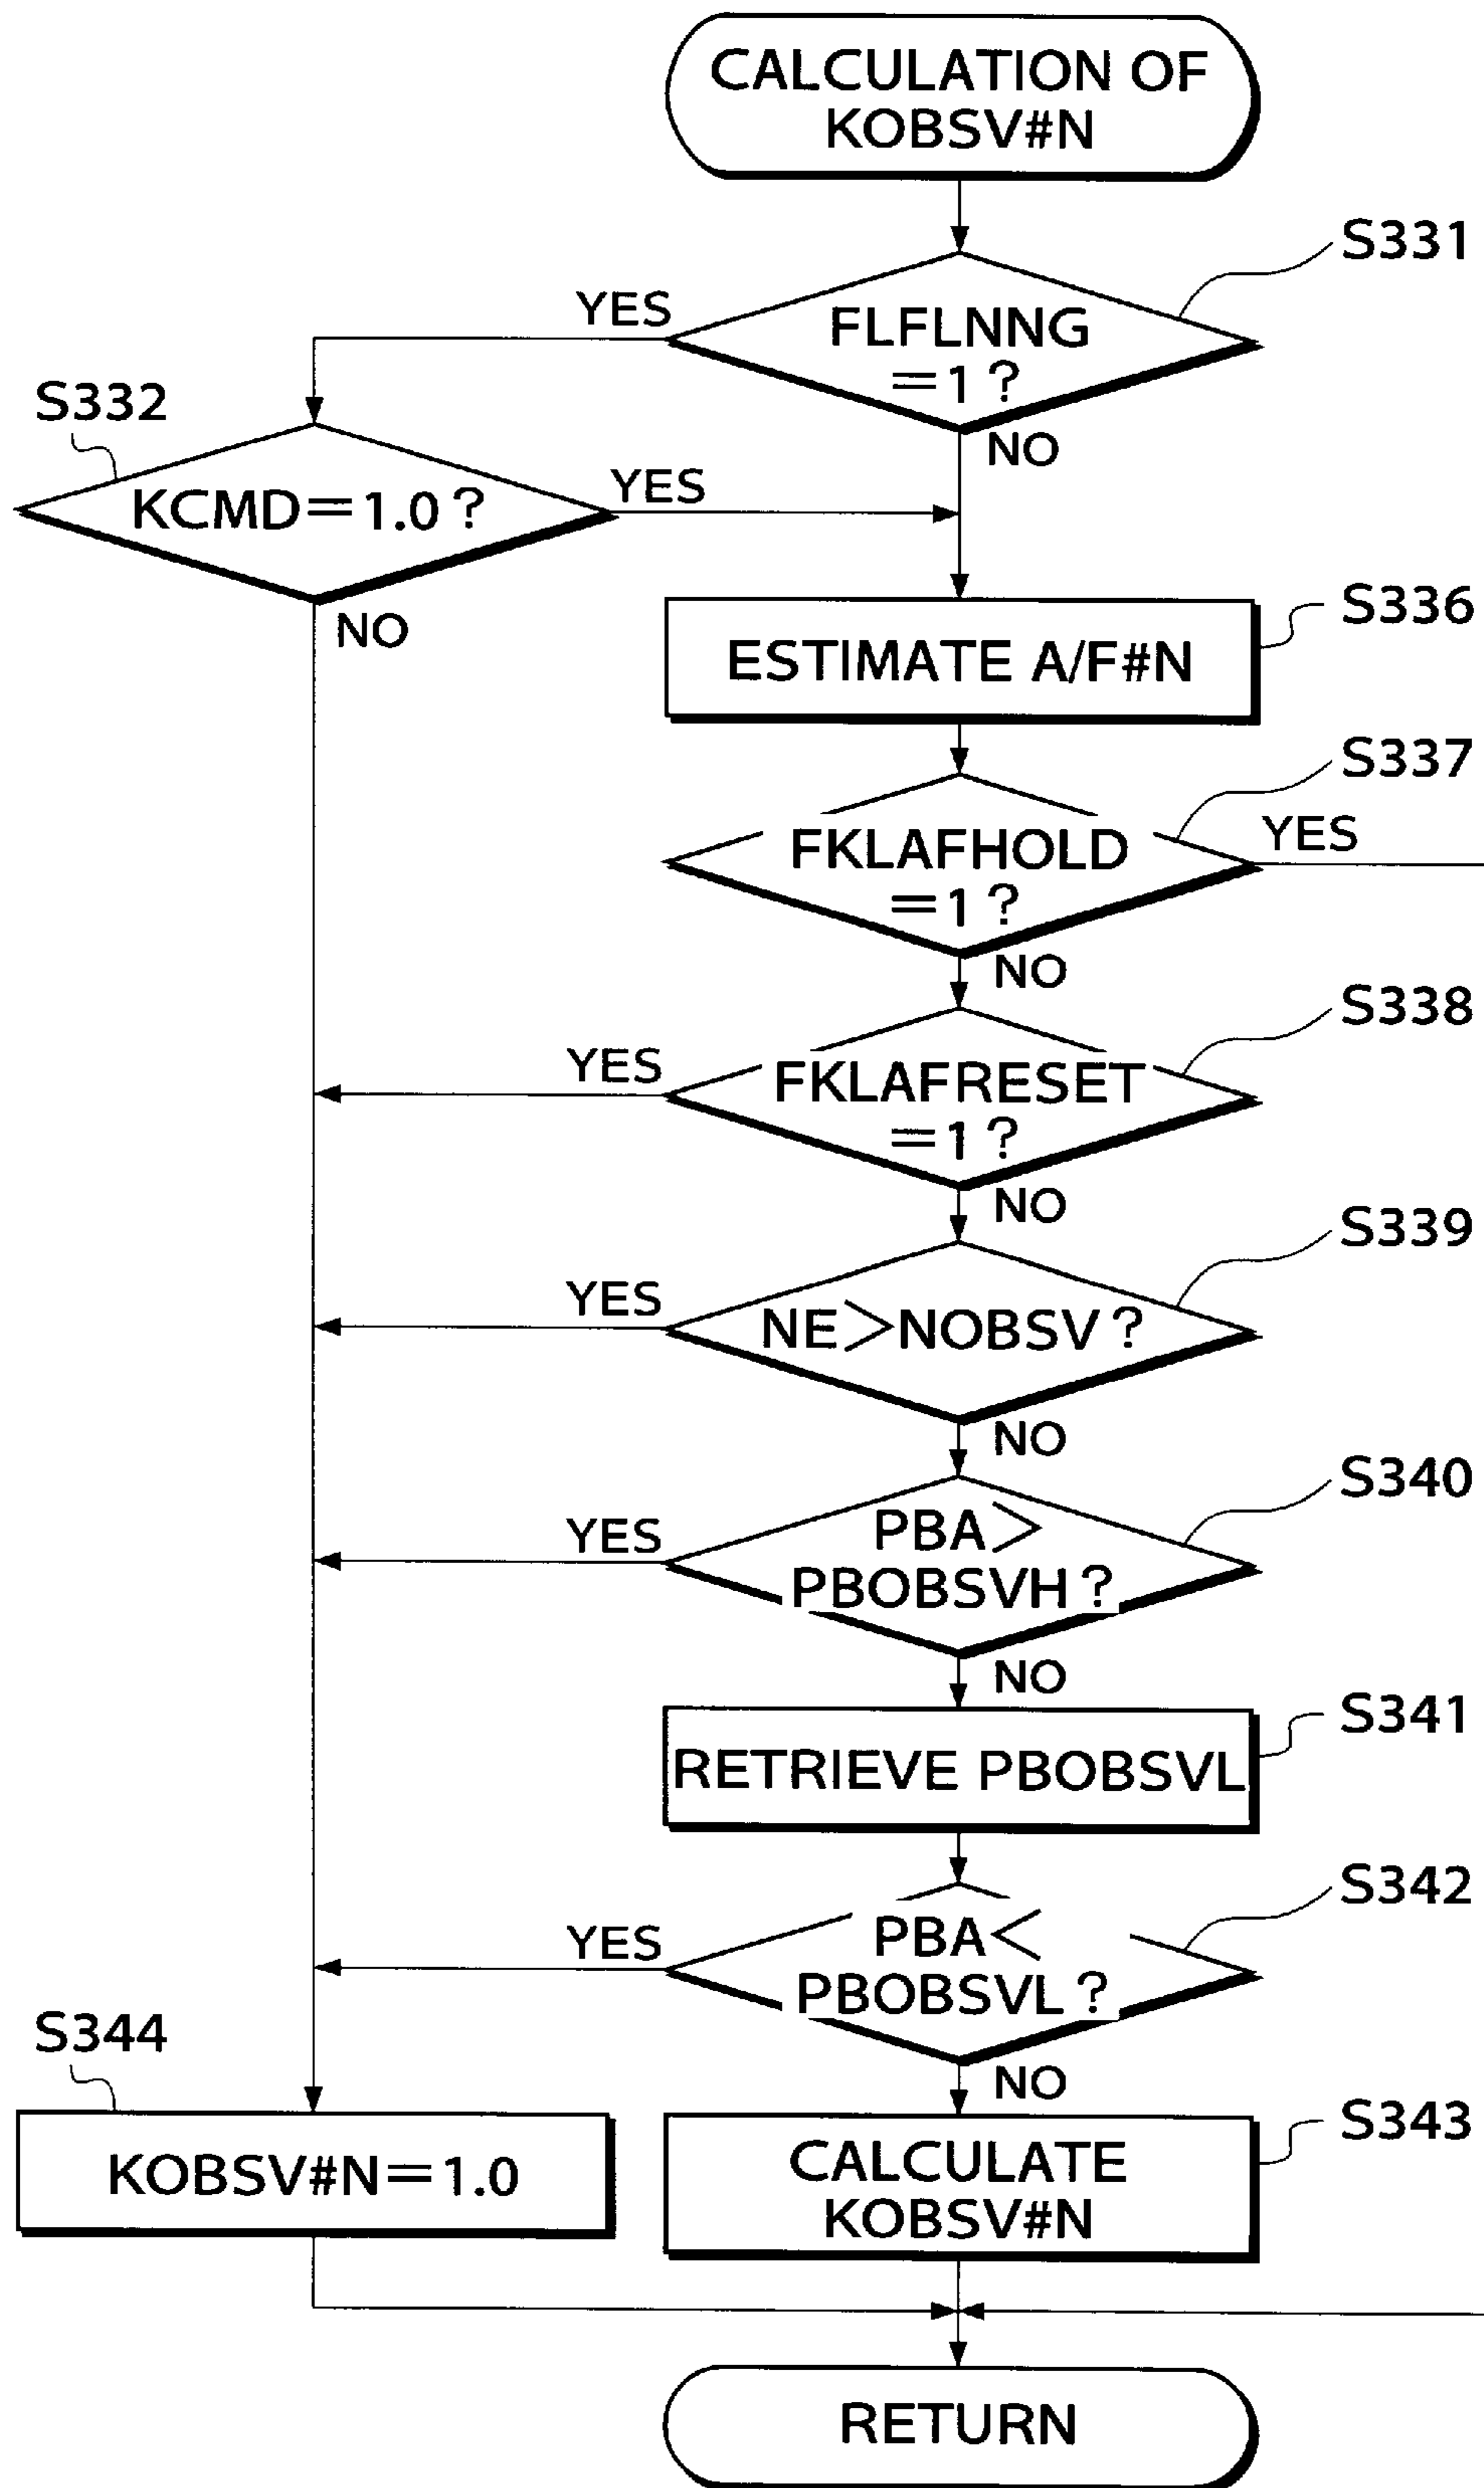 CALCULATION OF
KOBSV#N
S331
YES
FLFLNNG
=1?
NO
S332
KCMD=1.0?
YES
NO
S336
ESTIMATE A/F#N
S337
FKLAFHOLD
=1?
YES
NO
S338
YES
FKLAFRESET
=1?
NO
S339
YES
NE>NOBSV?
NO
S340
YES
PBA>
PBOBSVH?
NO
S341
RETRIEVE PBOBSVL
S342
YES
PBA<
PBOBSVL?
NO
S344
KOBSV#N=1.0
S343
CALCULATE
KOBSV#N
RETURN